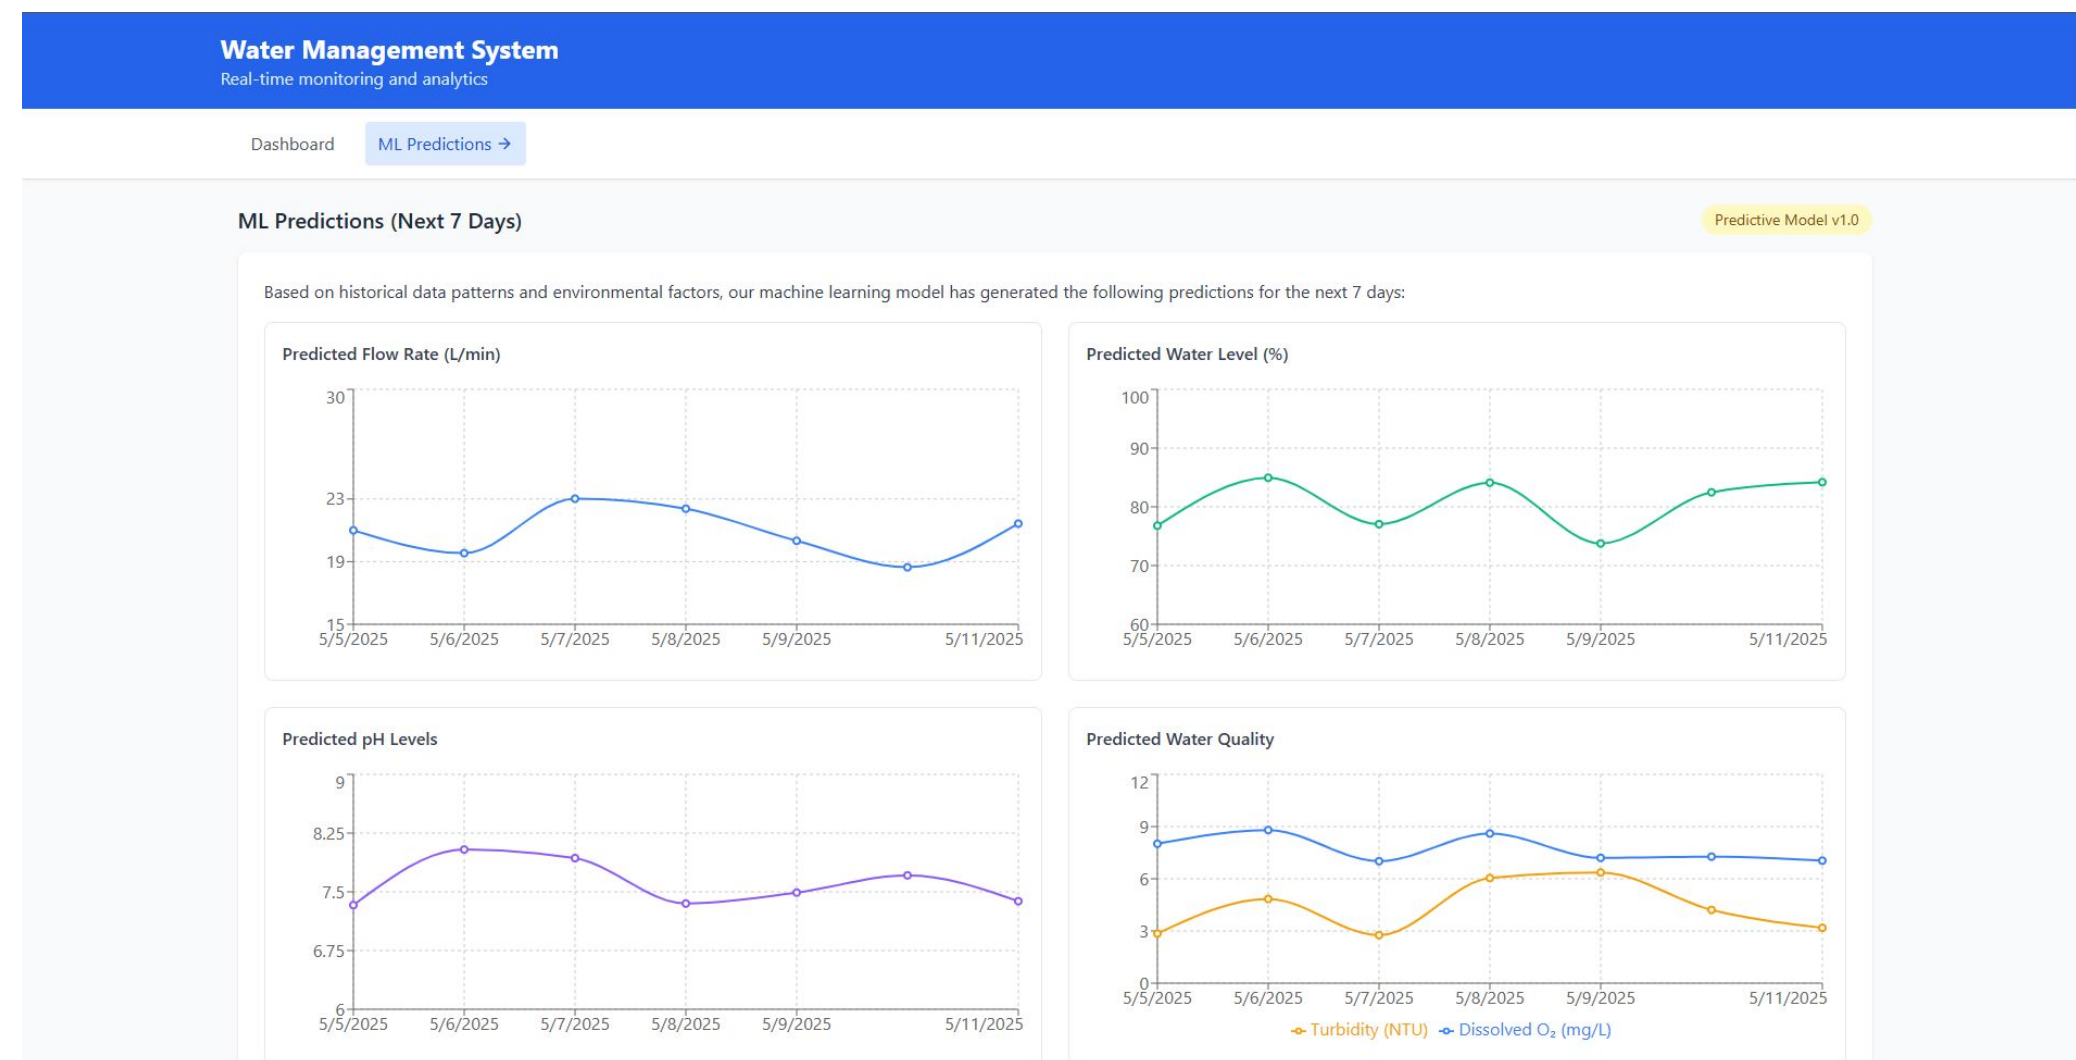 Water Management System
Real-time monitoring and analytics
Dashboard
ML Predictions →
ML Predictions (Next 7 Days)
Predictive Model v1.0
Based on historical data patterns and environmental factors, our machine learning model has generated the following predictions for the next 7 days:
Predicted Flow Rate (L/min)
30
23
19
15
5/5/2025 5/6/2025 5/7/2025 5/8/2025 5/9/2025 5/11/2025
Predicted Water Level (%)
100
90
80
70
60
5/5/2025 5/6/2025 5/7/2025 5/8/2025 5/9/2025 5/11/2025
Predicted pH Levels
9
8.25
7.5
6.75
6
5/5/2025 5/6/2025 5/7/2025 5/8/2025 5/9/2025 5/11/2025
Predicted Water Quality
12
9
6
3
0
5/5/2025 5/6/2025 5/7/2025 5/8/2025 5/9/2025 5/11/2025
Turbidity (NTU) Dissolved O₂ (mg/L)